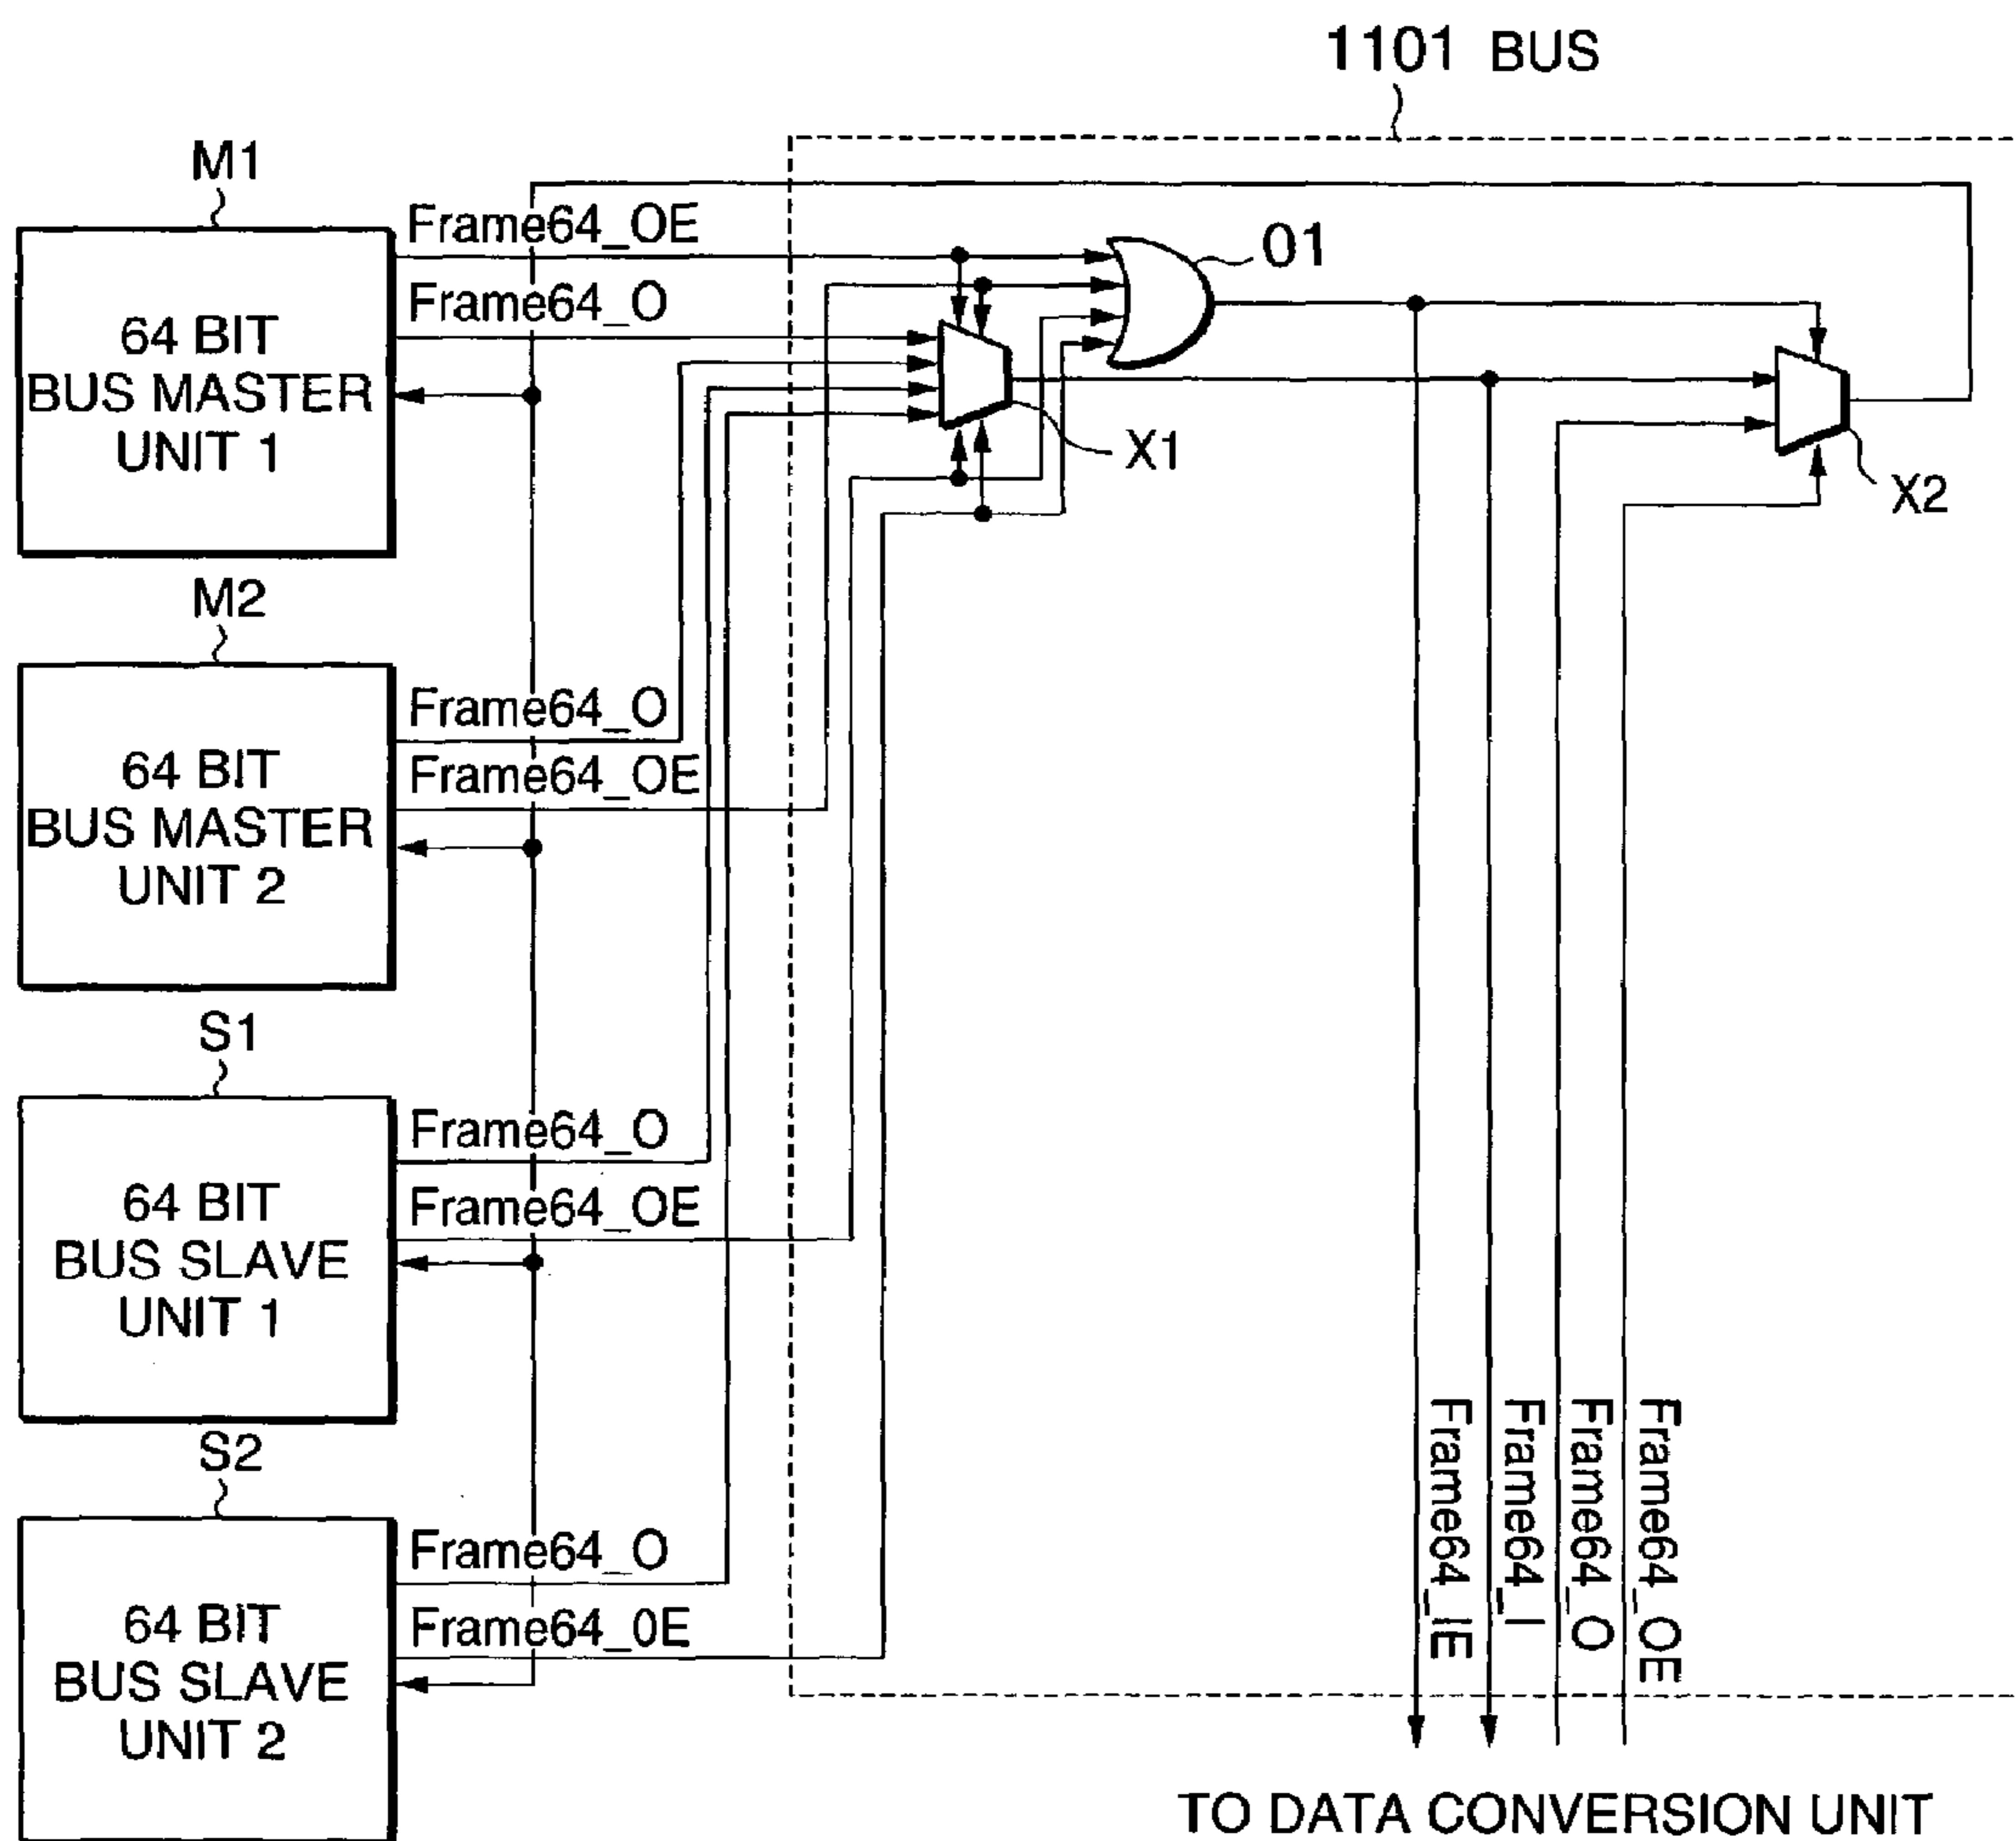 1101 BUS
M1
Frame64_OE
Frame64_O
64 BIT
BUS MASTER
UNIT 1
O1
X1
X2
M2
Frame64_O
Frame64_OE
64 BIT
BUS MASTER
UNIT 2
S1
Frame64_O
Frame64_OE
64 BIT
BUS SLAVE
UNIT 1
S2
Frame64_O
Frame64_0E
64 BIT
BUS SLAVE
UNIT 2
Frame64_IE
Frame64_I
Frame64_O
Frame64_OE
TO DATA CONVERSION UNIT